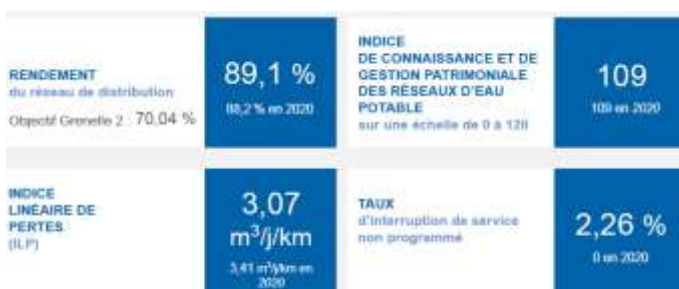 RENDEMENT
du réseau de distribution
Objectif Grenelle 2 : 70,04 %
89,1 %
88,2 % en 2020
INDICE
DE CONNAISSANCE ET DE
GESTION PATRIMONIALE
DES RÉSEAUX D'EAU
POTABLE
sur une échelle de 0 à 120
109
109 en 2020
INDICE
LINÉAIRE DE
PERTES
(ILP)
3,07
m³/j/km
3,41 m³/j/km en
2020
TAUX
d'interruption de service
non programmé
2,26 %
0 en 2020